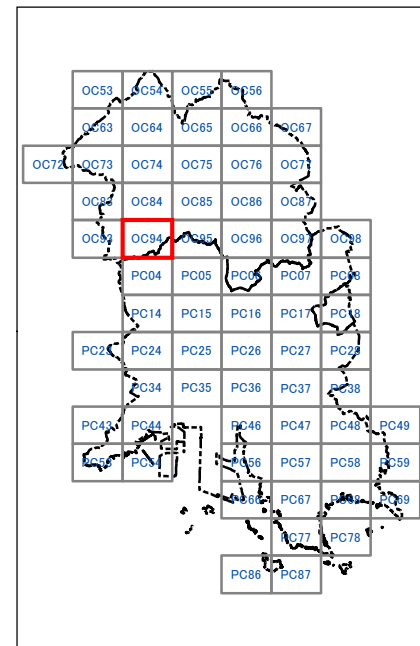 OC53 OC54 OC55 OC56
OC63 OC64 OC65 OC66 OC67
OC72 OC73 OC74 OC75 OC76 OC77
OC83 OC84 OC85 OC86 OC87
OC93 OC94 OC95 OC96 OC97 OC98
PC04 PC05 PC06 PC07 PC08
PC14 PC15 PC16 PC17 PC18
PC23 PC24 PC25 PC26 PC27 PC28
PC34 PC35 PC36 PC37 PC38
PC43 PC44 PC46 PC47 PC48 PC49
PC53 PC54 PC56 PC57 PC58 PC59
PC66 PC67 PC68 PC69
PC77 PC78
PC86 PC87